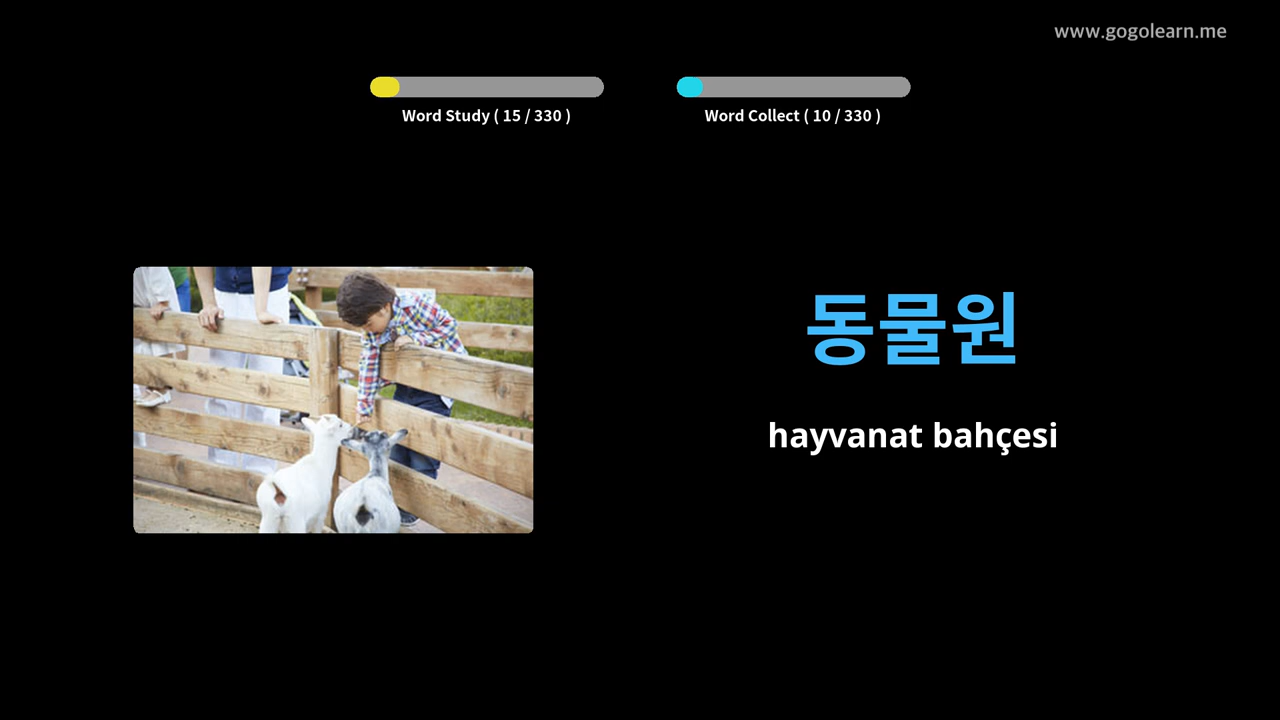 www.gogolearn.me
Word Study ( 15 / 330 )
Word Collect ( 10 / 330 )
동물원
hayvanat bahçesi